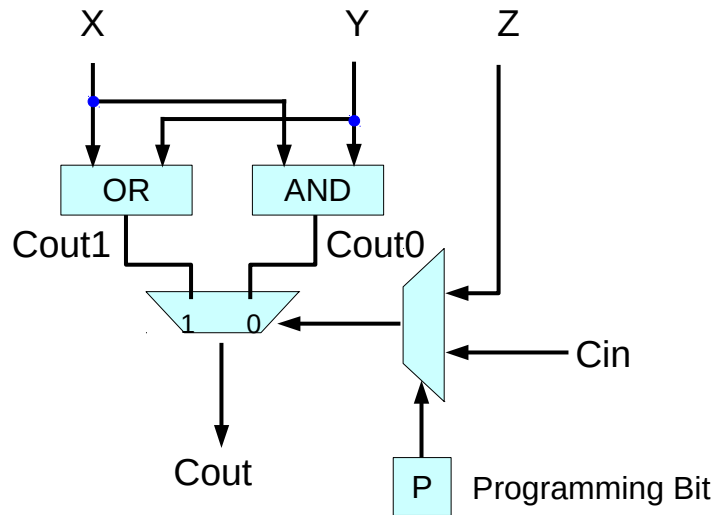 X Y Z
OR AND
Cout1 Cout0
1 0
Cin
Cout
P Programming Bit